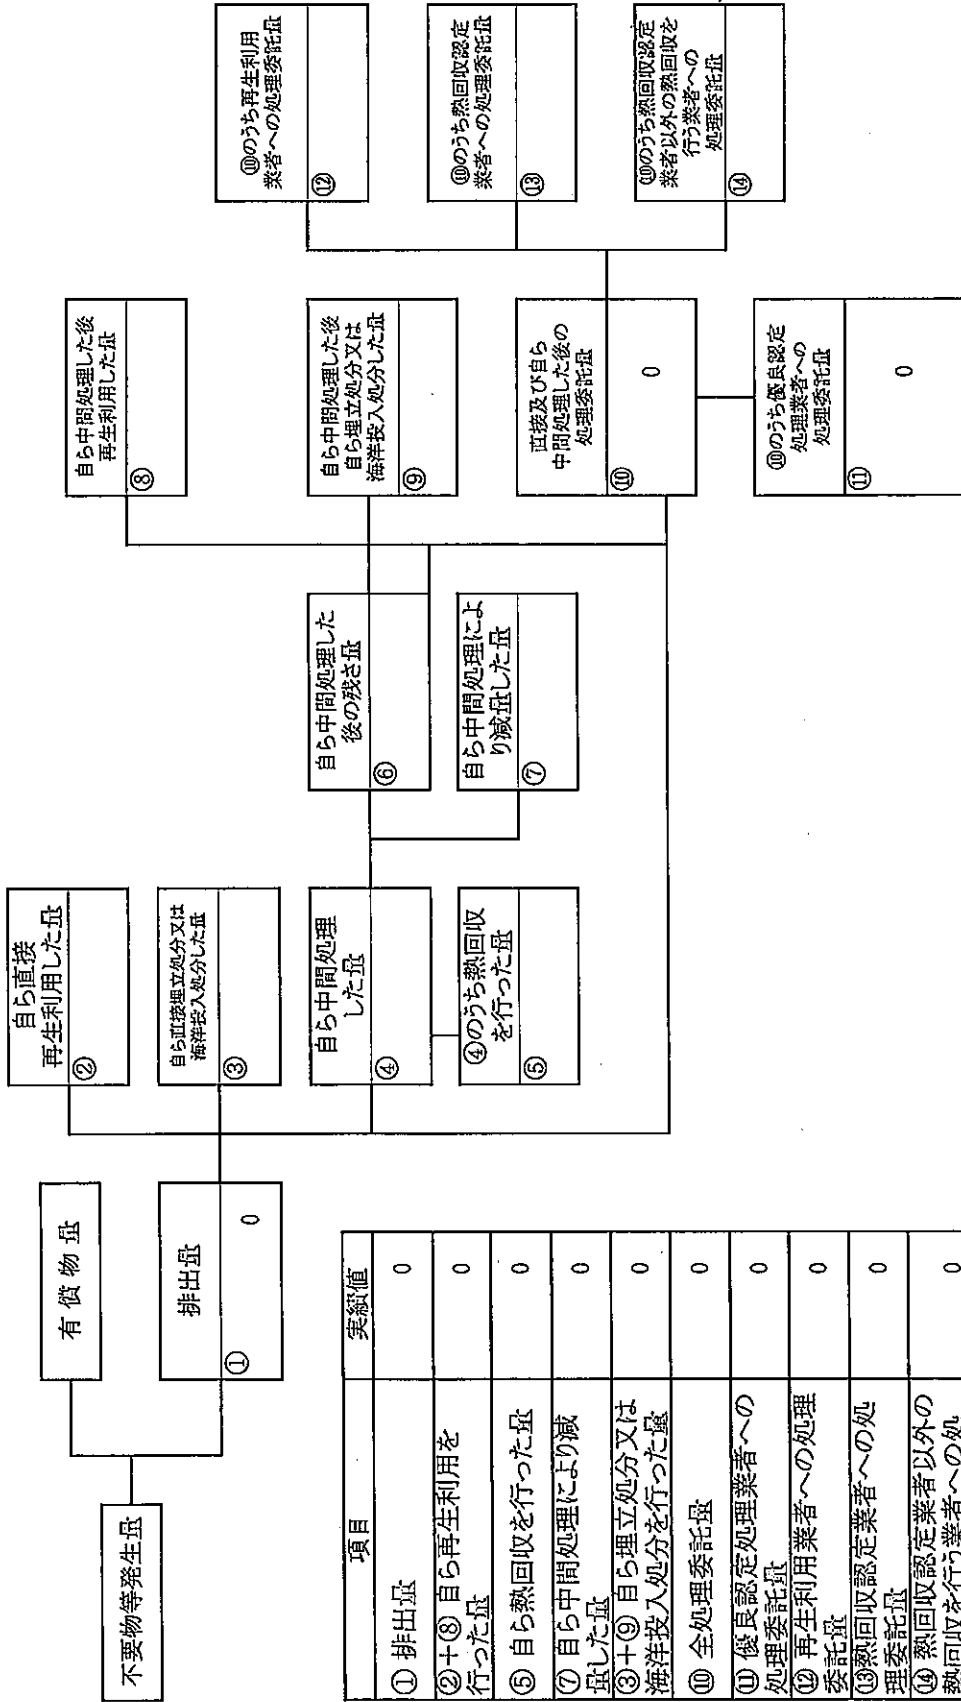 不要物等発生量
有 償 物 量
排出量
①
0
自ら直接
再生利用した量
②
自ら直接埋立処分又は
海洋投入処分した量
③
自ら中間処理
した量
④
④のうち熱回収
を行った量
⑤
自ら中間処理した
後の残さ量
⑥
自ら中間処理によ
り減量した量
⑦
自ら中間処理した後
再生利用した量
⑧
自ら中間処理した後
自ら埋立処分又は
海洋投入処分した量
⑨
直接及び自ら
中間処理した後の
処理委託量
⑩
0
⑩のうち優良認定
処理業者への
処理委託量
⑪
0
⑩のうち再生利用
業者への処理委託量
⑫
⑩のうち熱回収認定
業者への処理委託量
⑬
⑩のうち熱回収認定
業者以外の熱回収を
行う業者への
処理委託量
⑭
項目 実績値
① 排出量 0
②+⑧ 自ら再生利用を
行った量 0
⑤ 自ら熱回収を行った量 0
⑦ 自ら中間処理により減
量した量 0
③+⑨ 自ら埋立処分又は
海洋投入処分を行った量 0
⑩ 全処理委託量 0
⑪ 優良認定処理業者への
処理委託量 0
⑫ 再生利用業者への処理
委託量 0
⑬熱回収認定業者への処
理委託量 0
⑭ 熱回収認定業者以外の
熱回収を行う業者への処 0